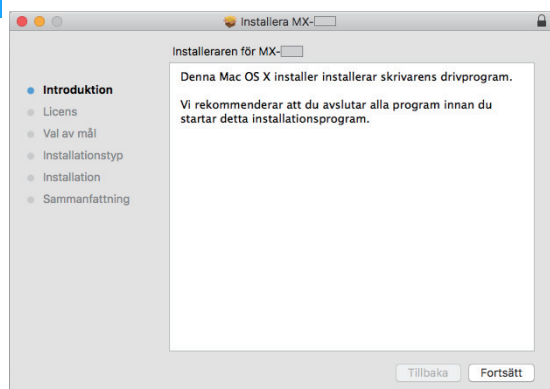 Installera MX-
Installeraren för MX-
Introduktion
Licens
Val av mål
Installationstyp
Installation
Sammanfattning
Denna Mac OS X installer installerar skrivarens drivprogram.
Vi rekommenderar att du avslutar alla program innan du
startar detta installationsprogram.
Tillbaka
Fortsätt